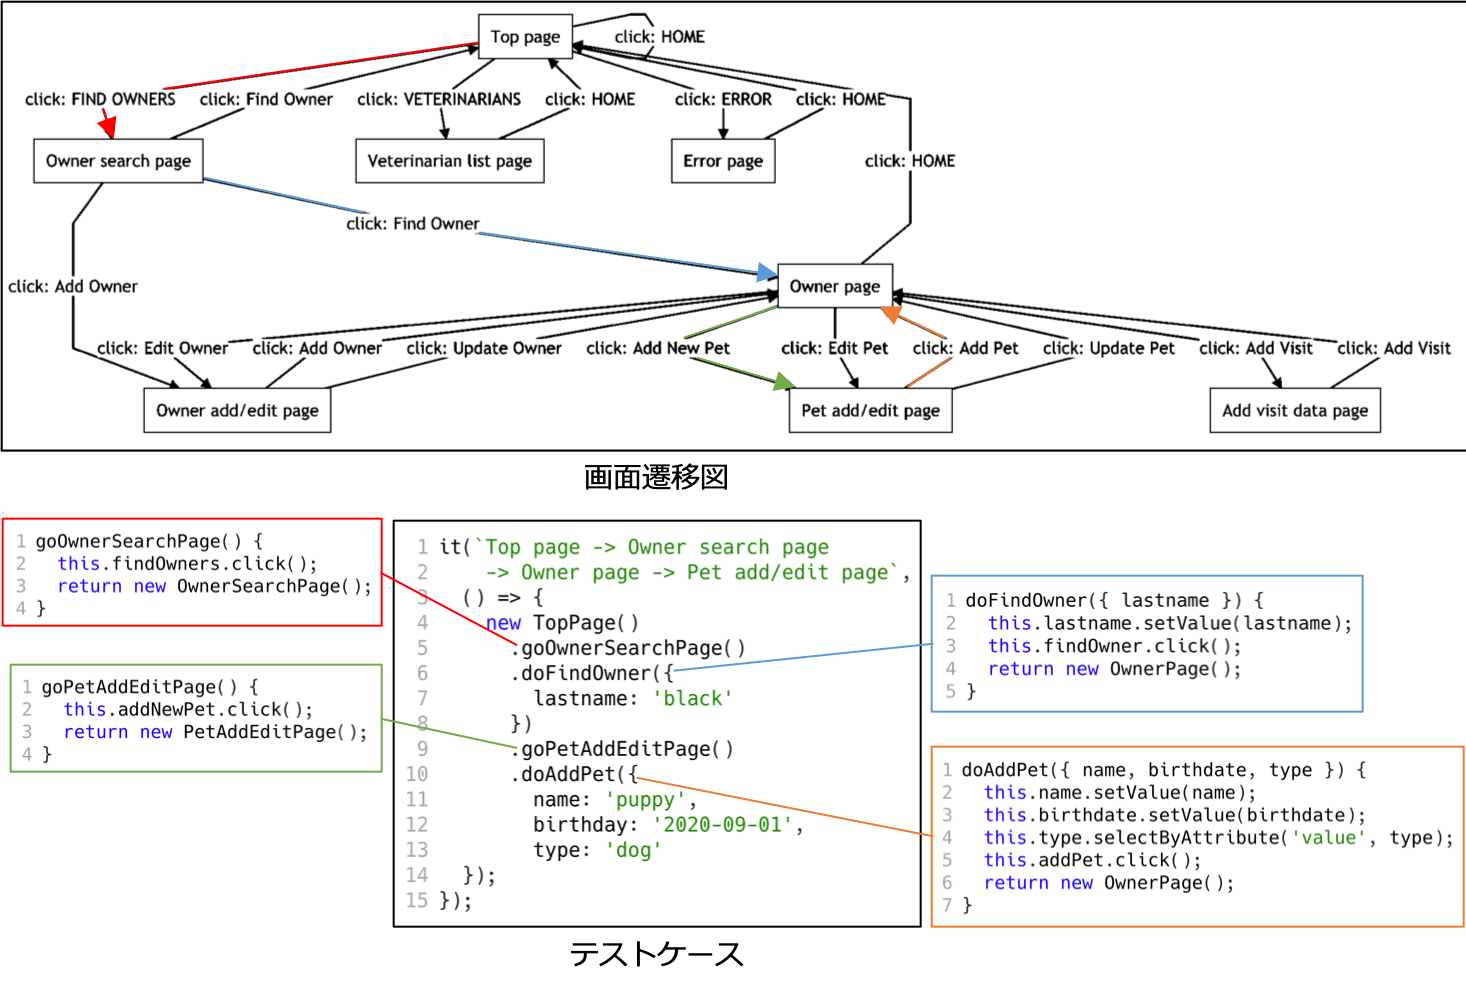 Top page
click: HOME
click: FIND OWNERS
click: Find Owner
click: VETERINARIANS
click: HOME
click: ERROR
click: HOME
Owner search page
Veterinarian list page
Error page
click: HOME
click: Find Owner
click: Add Owner
Owner page
click: Edit Owner
click: Add Owner
click: Update Owner
click: Add New Pet
click: Edit Pet
click: Add Pet
click: Update Pet
click: Add Visit
click: Add Visit
Owner add/edit page
Pet add/edit page
Add visit data page
画面遷移図
1 goOwnerSearchPage() {
2   this.findOwners.click();
3   return new OwnerSearchPage();
4 }
1 goPetAddEditPage() {
2   this.addNewPet.click();
3   return new PetAddEditPage();
4 }
1 it(`Top page -> Owner search page
2     -> Owner page -> Pet add/edit page`,
3   () => {
4     new TopPage()
5       .goOwnerSearchPage()
6       .doFindOwner({
7         lastname: 'black'
8       })
9       .goPetAddEditPage()
10       .doAddPet({
11         name: 'puppy',
12         birthday: '2020-09-01',
13         type: 'dog'
14   });
15 });
1 doFindOwner({ lastname }) {
2   this.lastname.setValue(lastname);
3   this.findOwner.click();
4   return new OwnerPage();
5 }
1 doAddPet({ name, birthdate, type }) {
2   this.name.setValue(name);
3   this.birthdate.setValue(birthdate);
4   this.type.selectByAttribute('value', type);
5   this.addPet.click();
6   return new OwnerPage();
7 }
テストケース